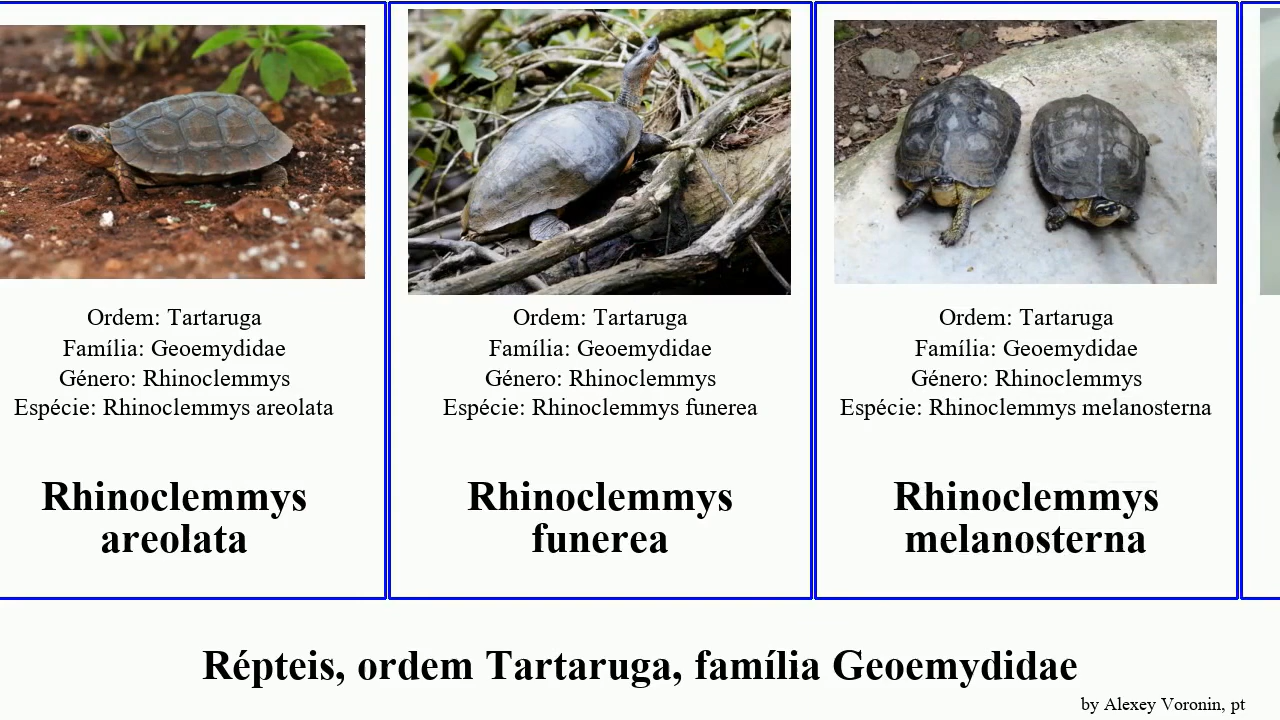 Ordem: Tartaruga
Família: Geoemydidae
Género: Rhinoclemmys
Espécie: Rhinoclemmys areolata
Rhinoclemmys
areolata
Ordem: Tartaruga
Família: Geoemydidae
Género: Rhinoclemmys
Espécie: Rhinoclemmys funerea
Rhinoclemmys
funerea
Ordem: Tartaruga
Família: Geoemydidae
Género: Rhinoclemmys
Espécie: Rhinoclemmys melanosterna
Rhinoclemmys
melanosterna
Répteis, ordem Tartaruga, família Geoemydidae
by Alexey Voronin, pt